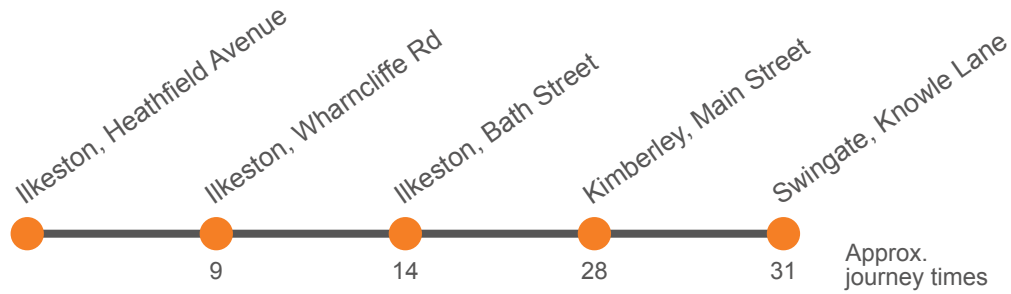 Ilkeston, Heathfield Avenue
Ilkeston, Wharncliffe Rd
Ilkeston, Bath Street
Kimberley, Main Street
Swingate, Knowle Lane
9
14
28
31
Approx.
journey times